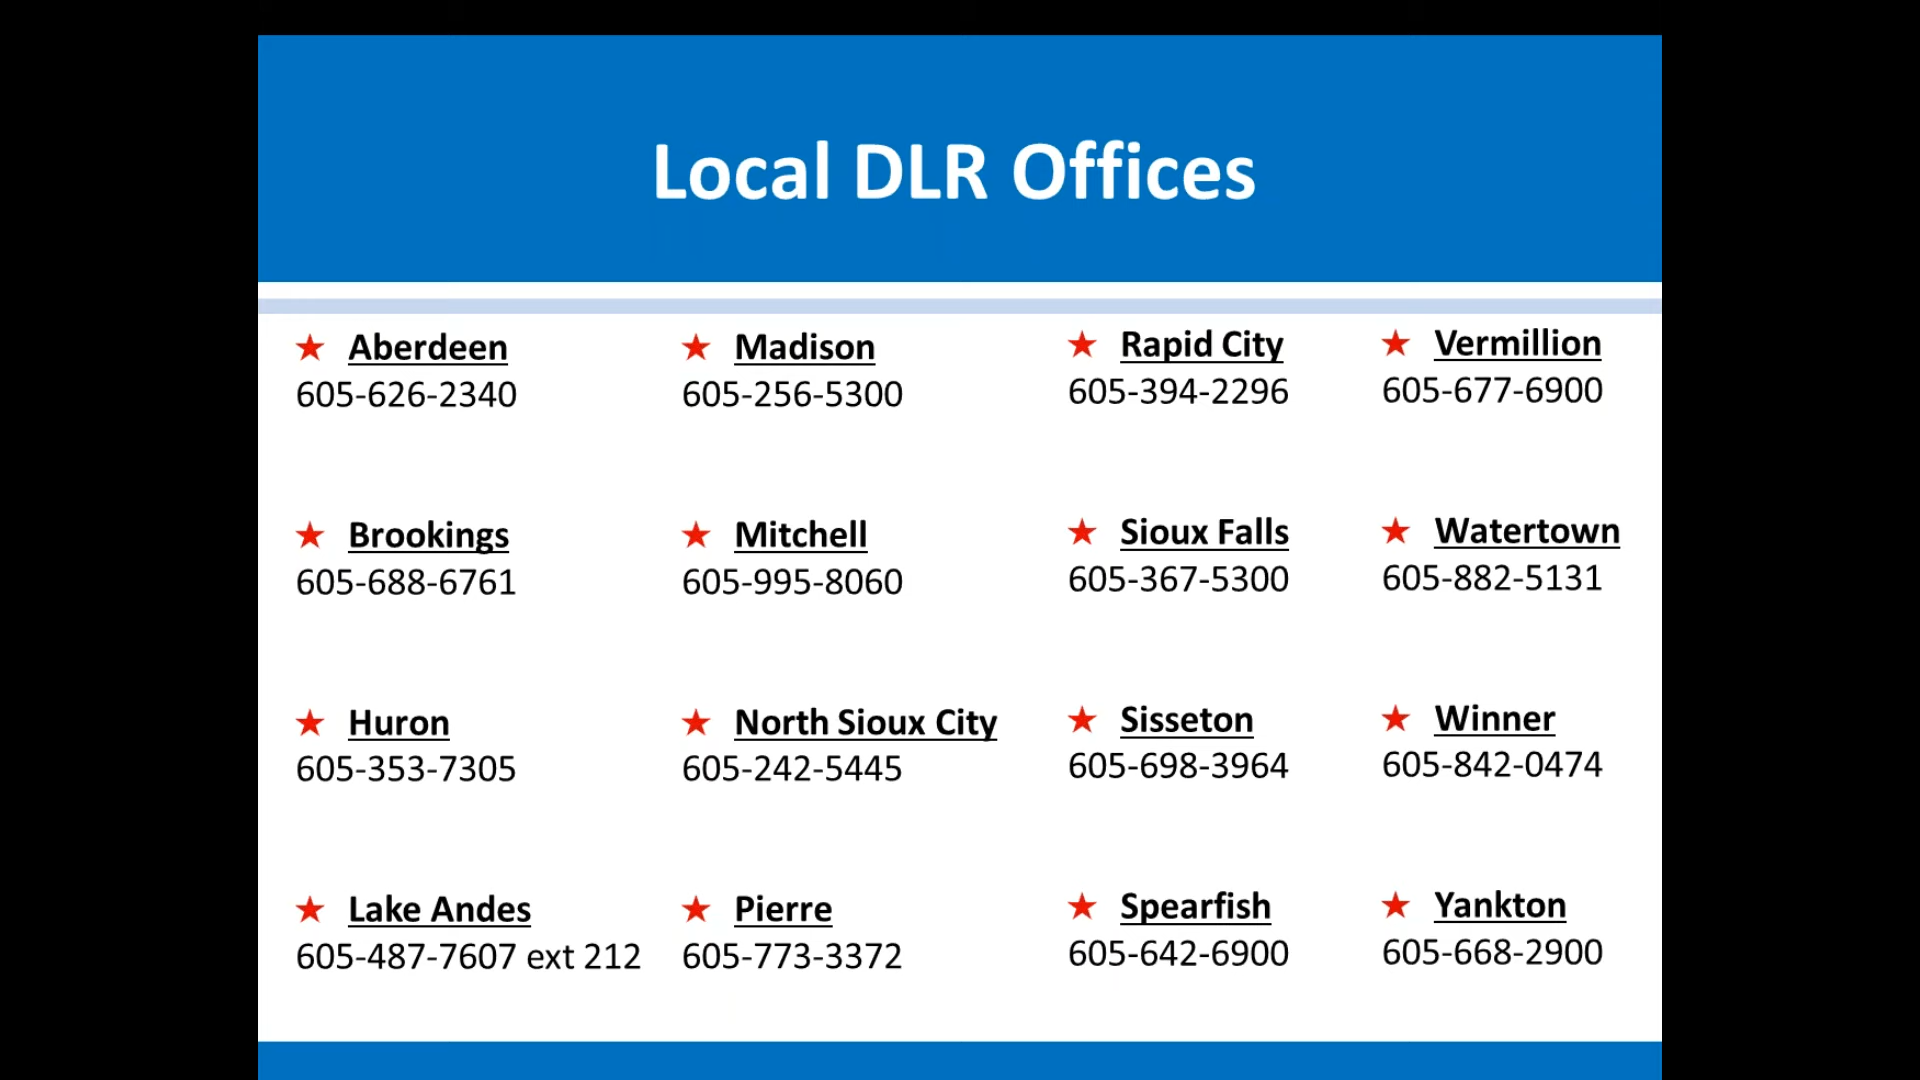 Local DLR Offices
Aberdeen
605-626-2340
Brookings
605-688-6761
Huron
605-353-7305
Lake Andes
605-487-7607 ext 212
Madison
605-256-5300
Mitchell
605-995-8060
North Sioux City
605-242-5445
Pierre
605-773-3372
Rapid City
605-394-2296
Sioux Falls
605-367-5300
Sisseton
605-698-3964
Spearfish
605-642-6900
Vermillion
605-677-6900
Watertown
605-882-5131
Winner
605-842-0474
Yankton
605-668-2900